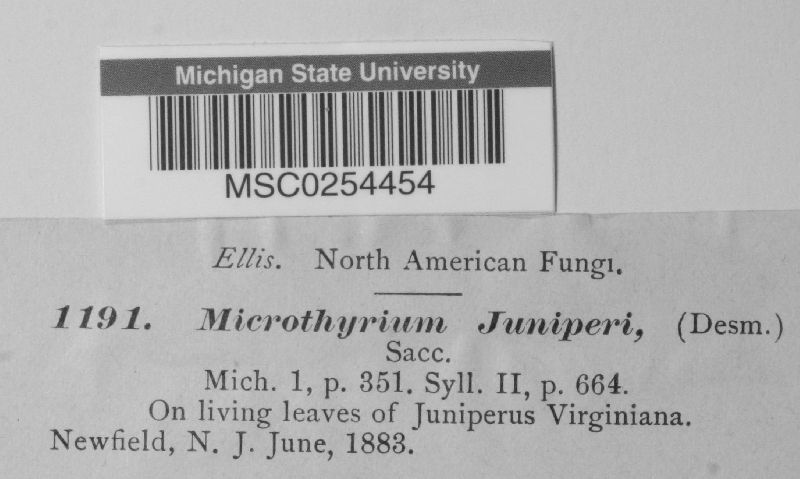 Michigan State University
MSC0254454
Ellis. North American Fungi.
1191. Microthyrium Juniperi, (Desm.)
Sacc.
Mich. 1, p. 351. Syll. II, p. 664.
On living leaves of Juniperus Virginiana.
Newfield, N. J. June, 1883.